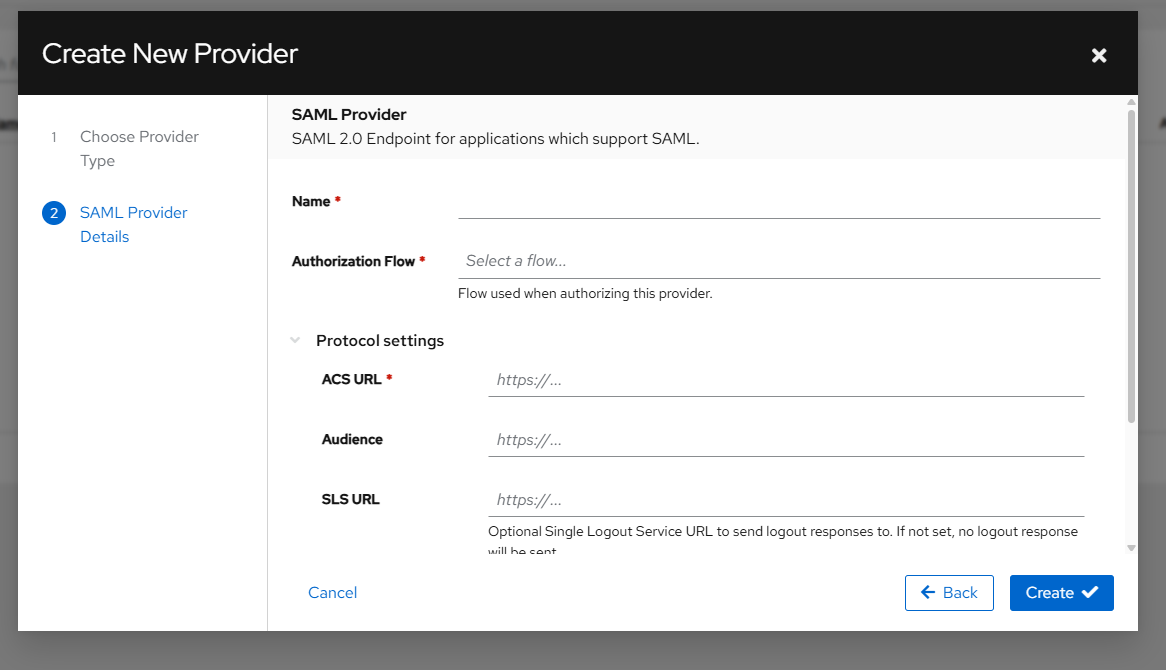 Create New Provider
1 Choose Provider
Type
2 SAML Provider
Details
SAML Provider
SAML 2.0 Endpoint for applications which support SAML.
Name *
Authorization Flow * Select a flow...
Flow used when authorizing this provider.
Protocol settings
ACS URL * https://...
Audience https://...
SLS URL https://...
Optional Single Logout Service URL to send logout responses to. If not set, no logout response
will be sent
Cancel
Back
Create